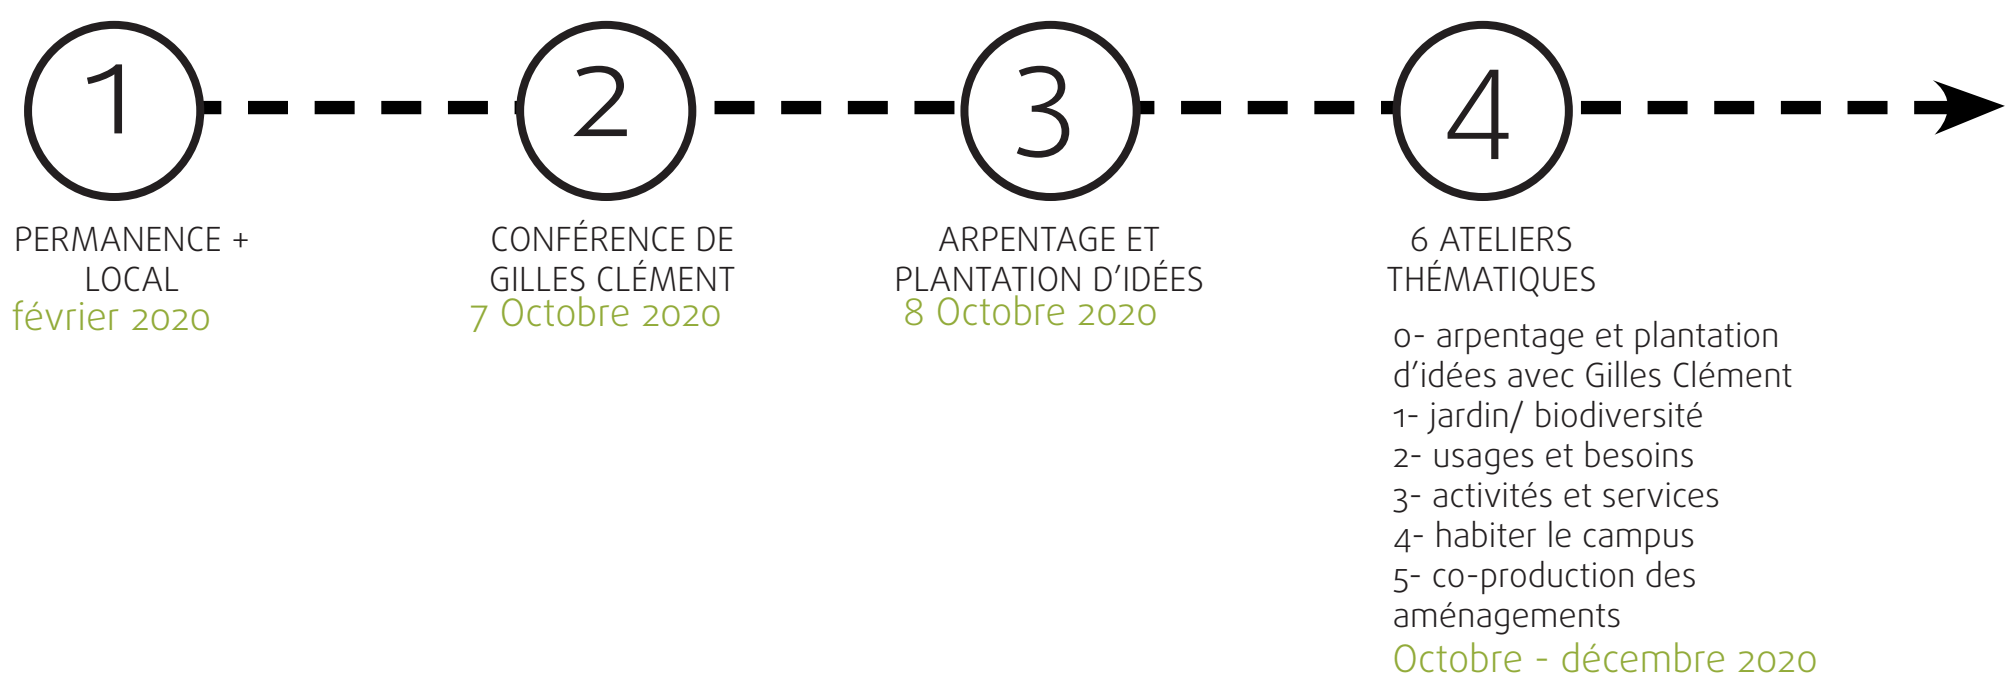 1
PERMANENCE +
LOCAL
février 2020
2
CONFÉRENCE DE
GILLES CLÉMENT
7 Octobre 2020
3
ARPENTAGE ET
PLANTATION D’IDÉES
8 Octobre 2020
4
6 ATELIERS
THÉMATIQUES
0- arpentage et plantation
d’idées avec Gilles Clément
1- jardin/ biodiversité
2- usages et besoins
3- activités et services
4- habiter le campus
5- co-production des
aménagements
Octobre - décembre 2020